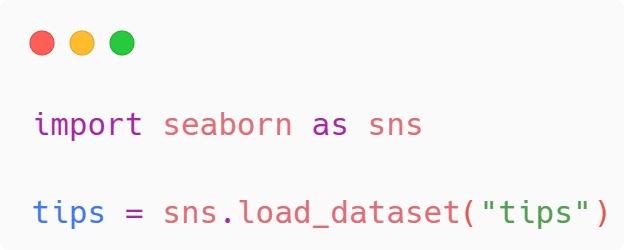 import seaborn as sns
tips = sns.load_dataset("tips")